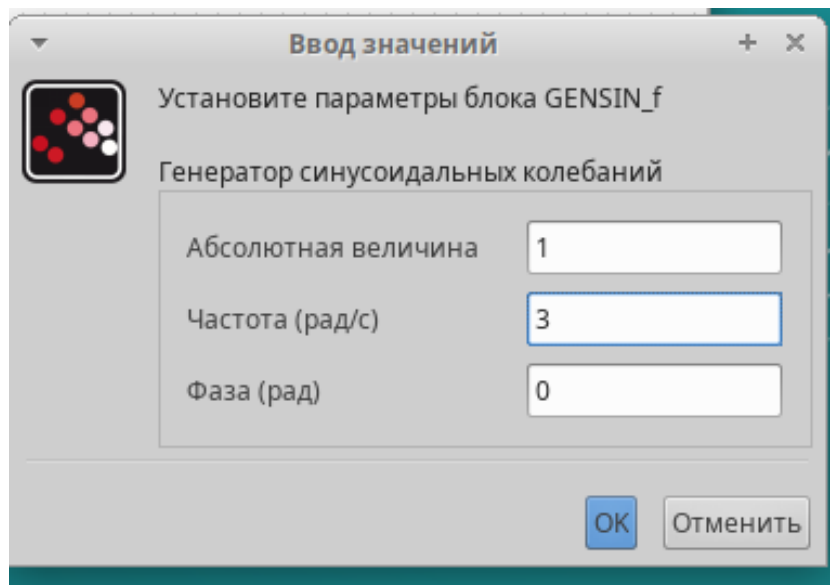 Ввод значений
Установите параметры блока GENSIN_f
Генератор синусоидальных колебаний
Абсолютная величина 1
Частота (рад/с) 3
Фаза (рад) 0
OK Отменить